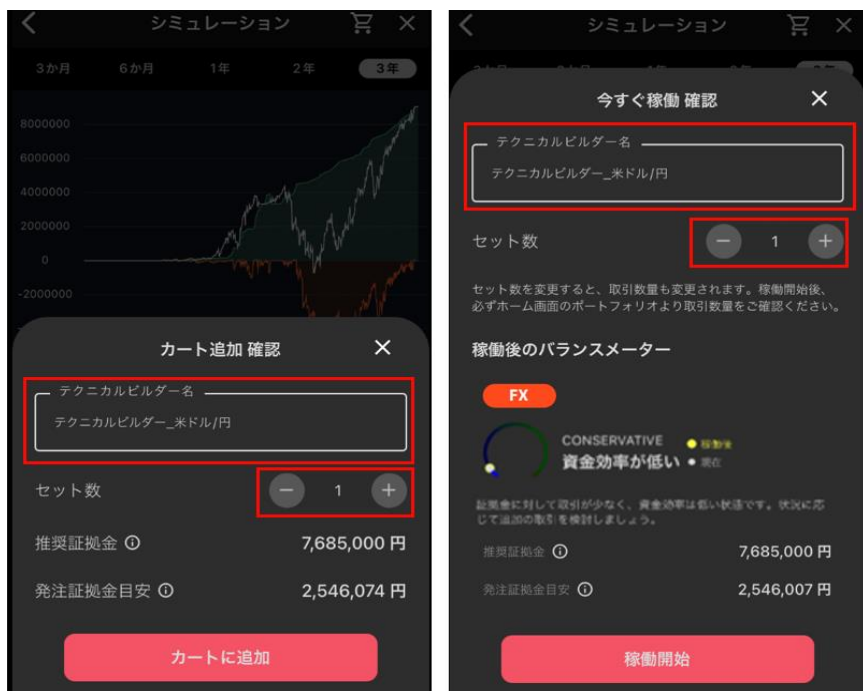 シミュレーション
3か月 6か月 1年 2年 3年
8000000
6000000
4000000
2000000
0
-2000000
カート追加 確認
テクニカルビルダー名
テクニカルビルダー_米ドル/円
セット数
1
推奨証拠金
7,685,000 円
発注証拠金目安
2,546,074 円
カートに追加
シミュレーション
今すぐ稼働 確認
テクニカルビルダー名
テクニカルビルダー_米ドル/円
セット数
1
セット数を変更すると、取引数量も変更されます。稼働開始後、
必ずホーム画面のポートフォリオより取引数量をご確認ください。
稼働後のバランスメーター
FX
CONSERVATIVE
稼働後
資金効率が低い
現在
証拠金に対して取引が少なく、資金効率は低い状態です。状況に応
じて追加の取引を検討しましょう。
推奨証拠金
7,685,000 円
発注証拠金目安
2,546,007 円
稼働開始